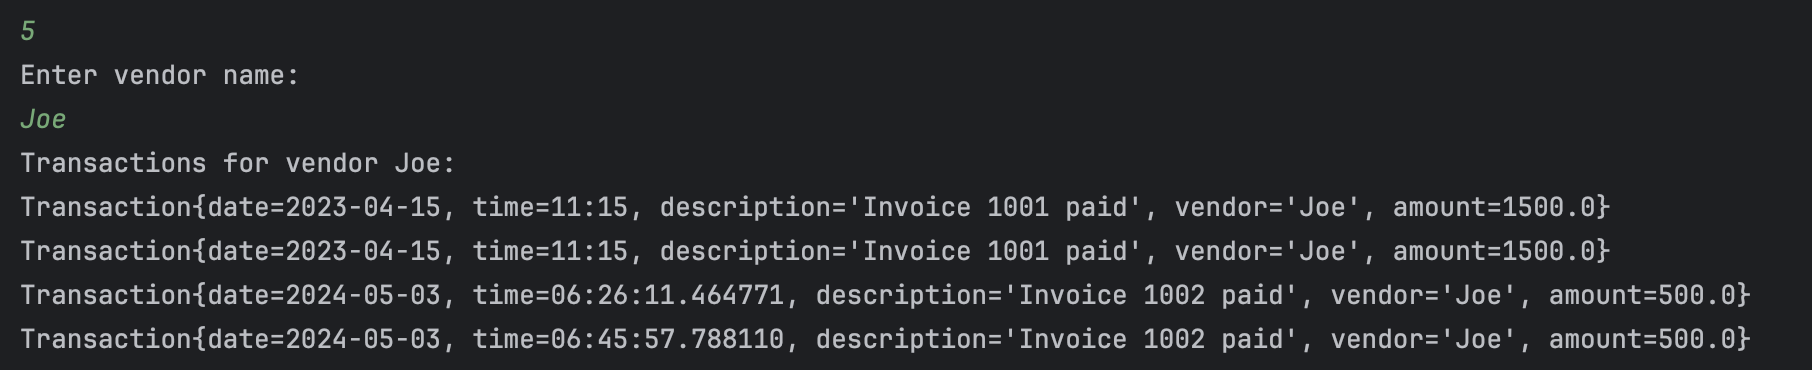 5
Enter vendor name:
Joe
Transactions for vendor Joe:
Transaction{date=2023-04-15, time=11:15, description='Invoice 1001 paid', vendor='Joe', amount=1500.0}
Transaction{date=2023-04-15, time=11:15, description='Invoice 1001 paid', vendor='Joe', amount=1500.0}
Transaction{date=2024-05-03, time=06:26:11.464771, description='Invoice 1002 paid', vendor='Joe', amount=500.0}
Transaction{date=2024-05-03, time=06:45:57.788110, description='Invoice 1002 paid', vendor='Joe', amount=500.0}